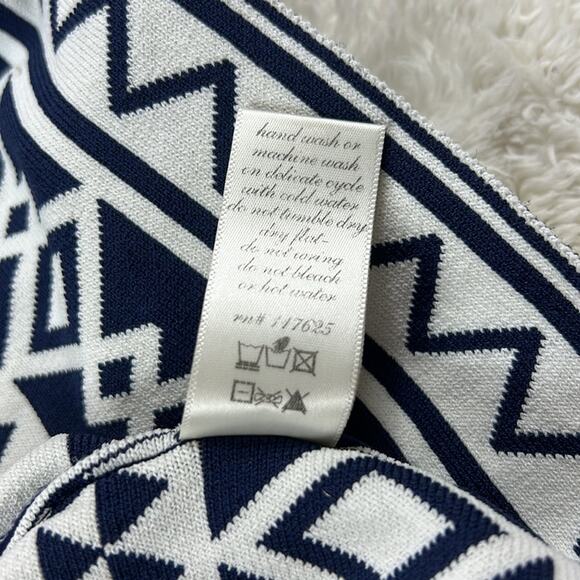 hand wash or
machine wash
on delicate cycle
with cold water
do not tumble dry
dry flat-
do not wring
do not bleach
or hot water
rn# 117625